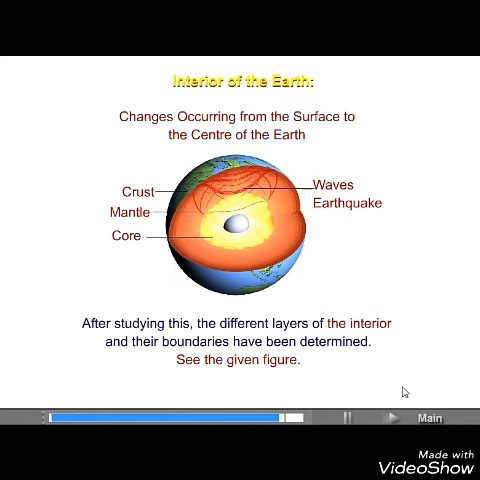 Interior of the Earth:
Changes Occurring from the Surface to
the Centre of the Earth
Crust
Waves
Earthquake
Mantle
Core
After studying this, the different layers of the interior
and their boundaries have been determined.
See the given figure.
Main
Made with
VideoShow